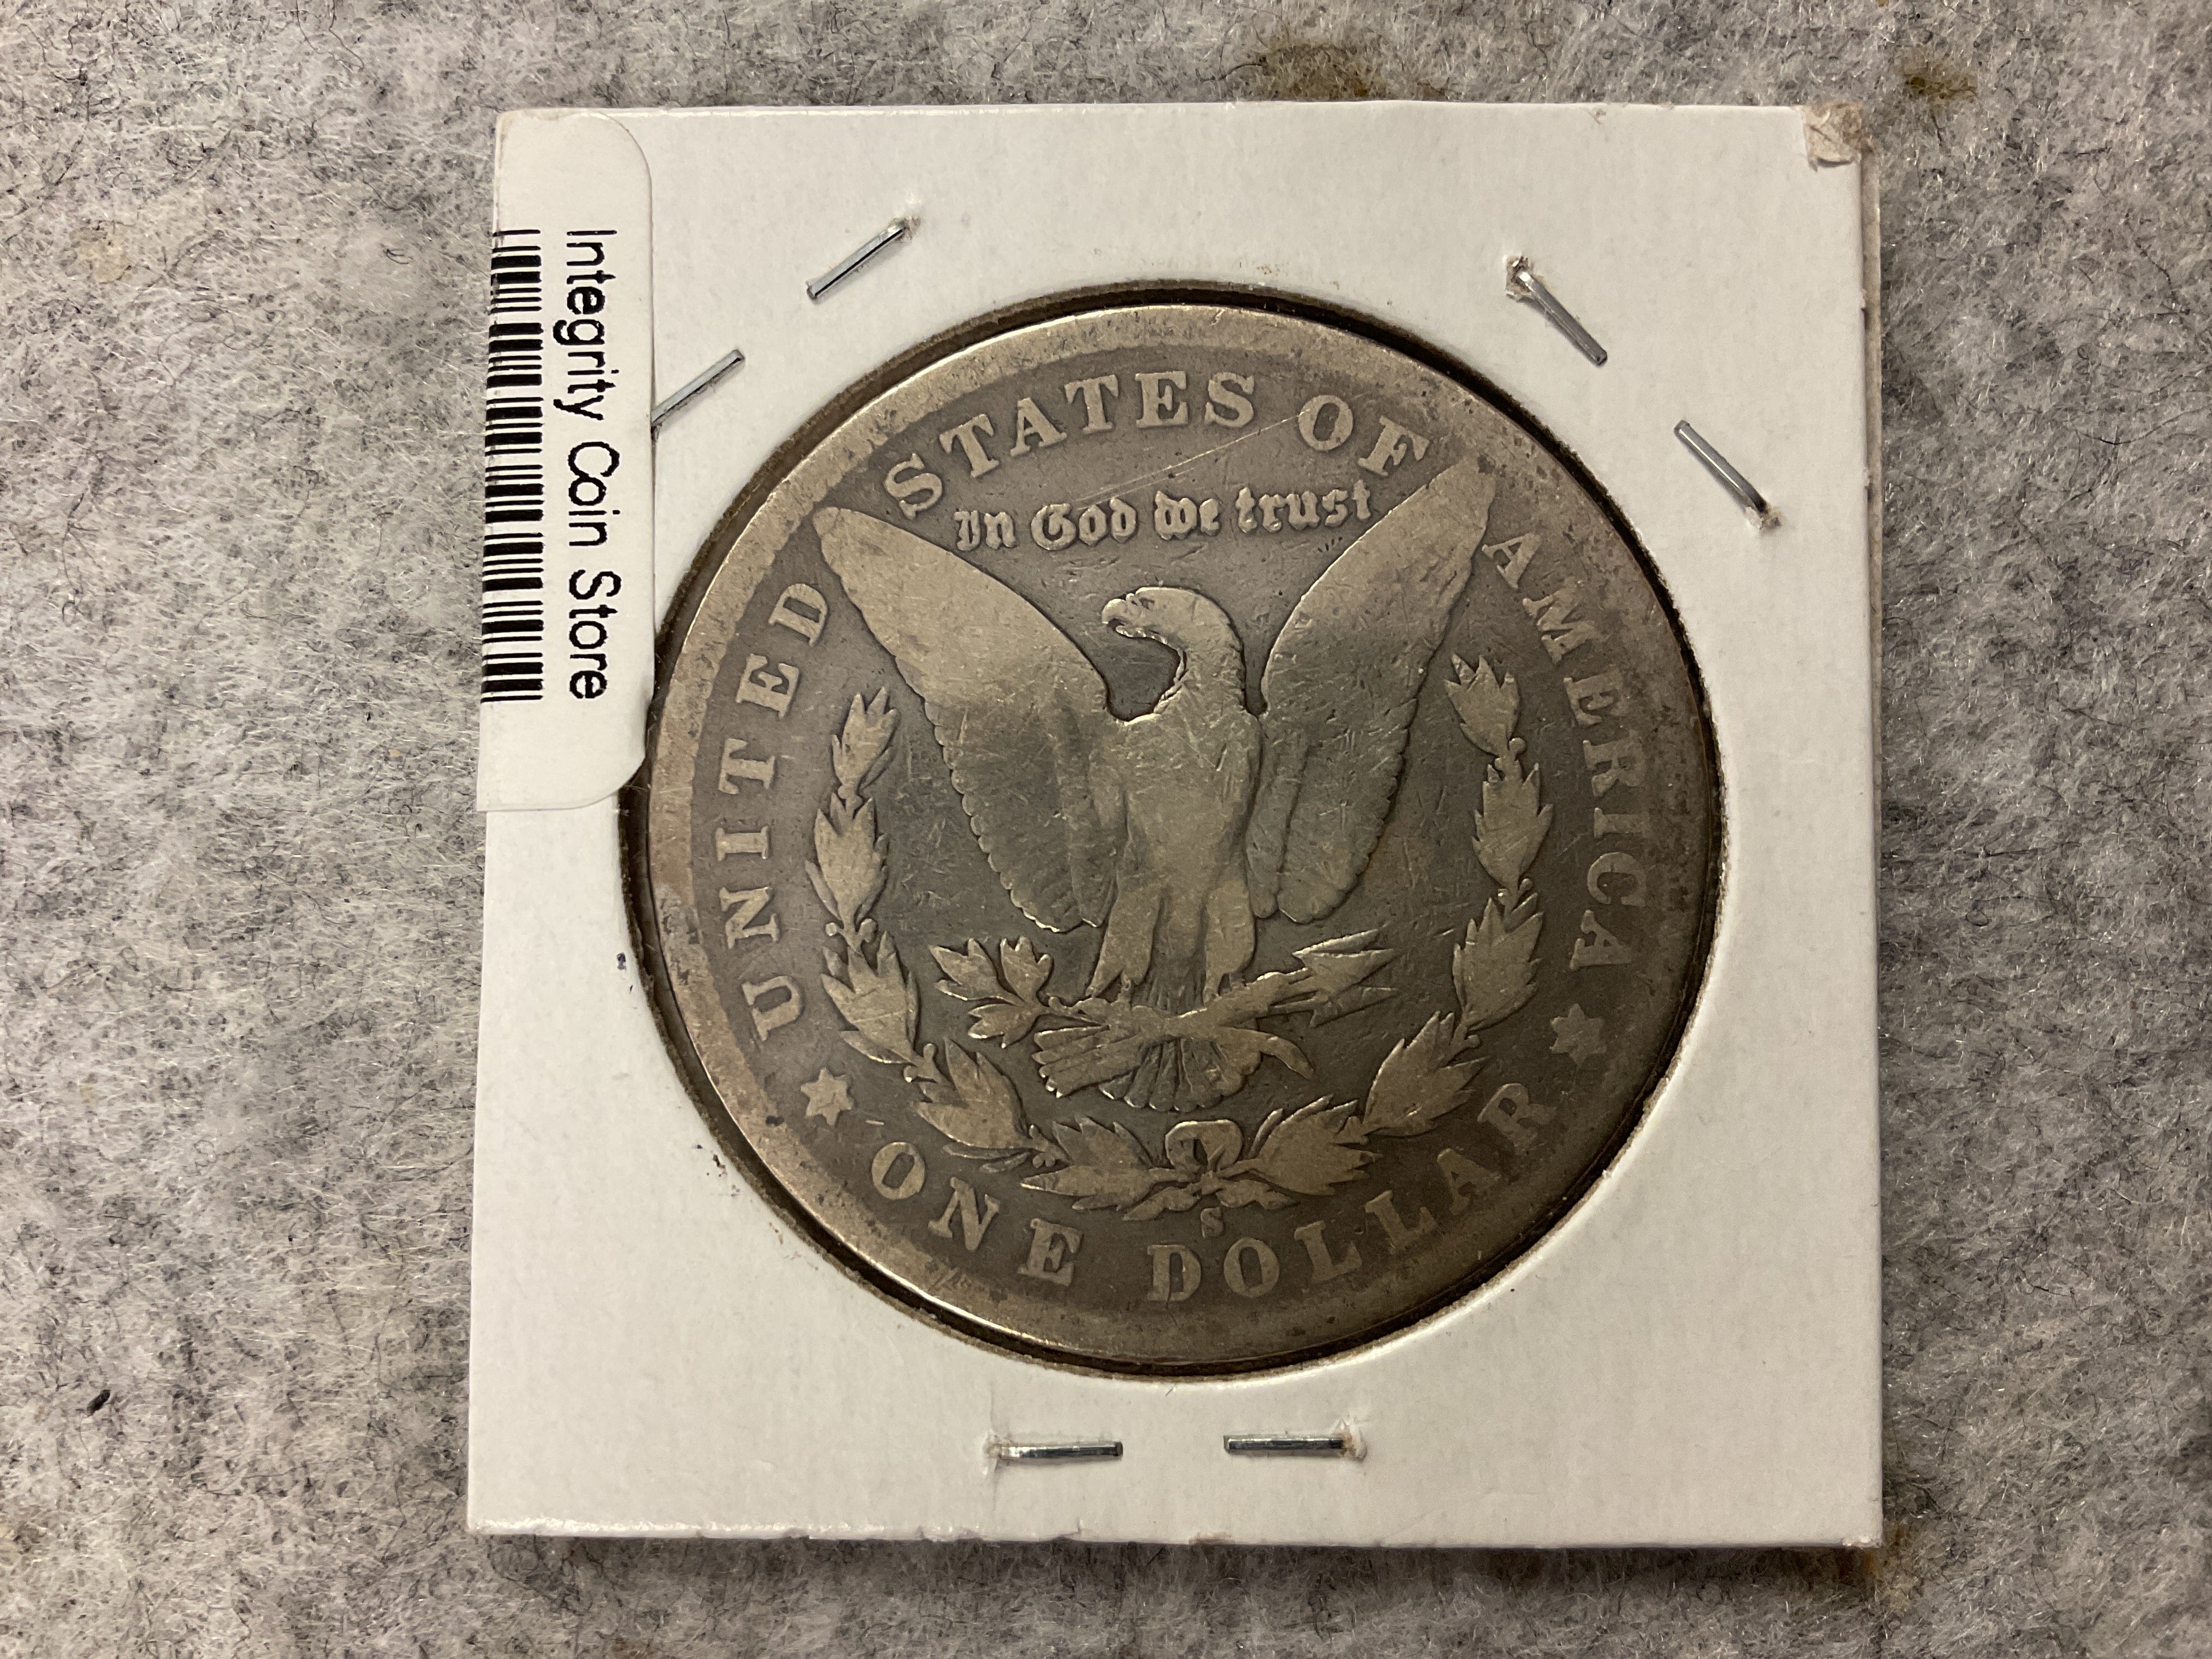 Integrity Coin Store
UNITED STATES OF AMERICA
In God we trust
S
ONE DOLLAR